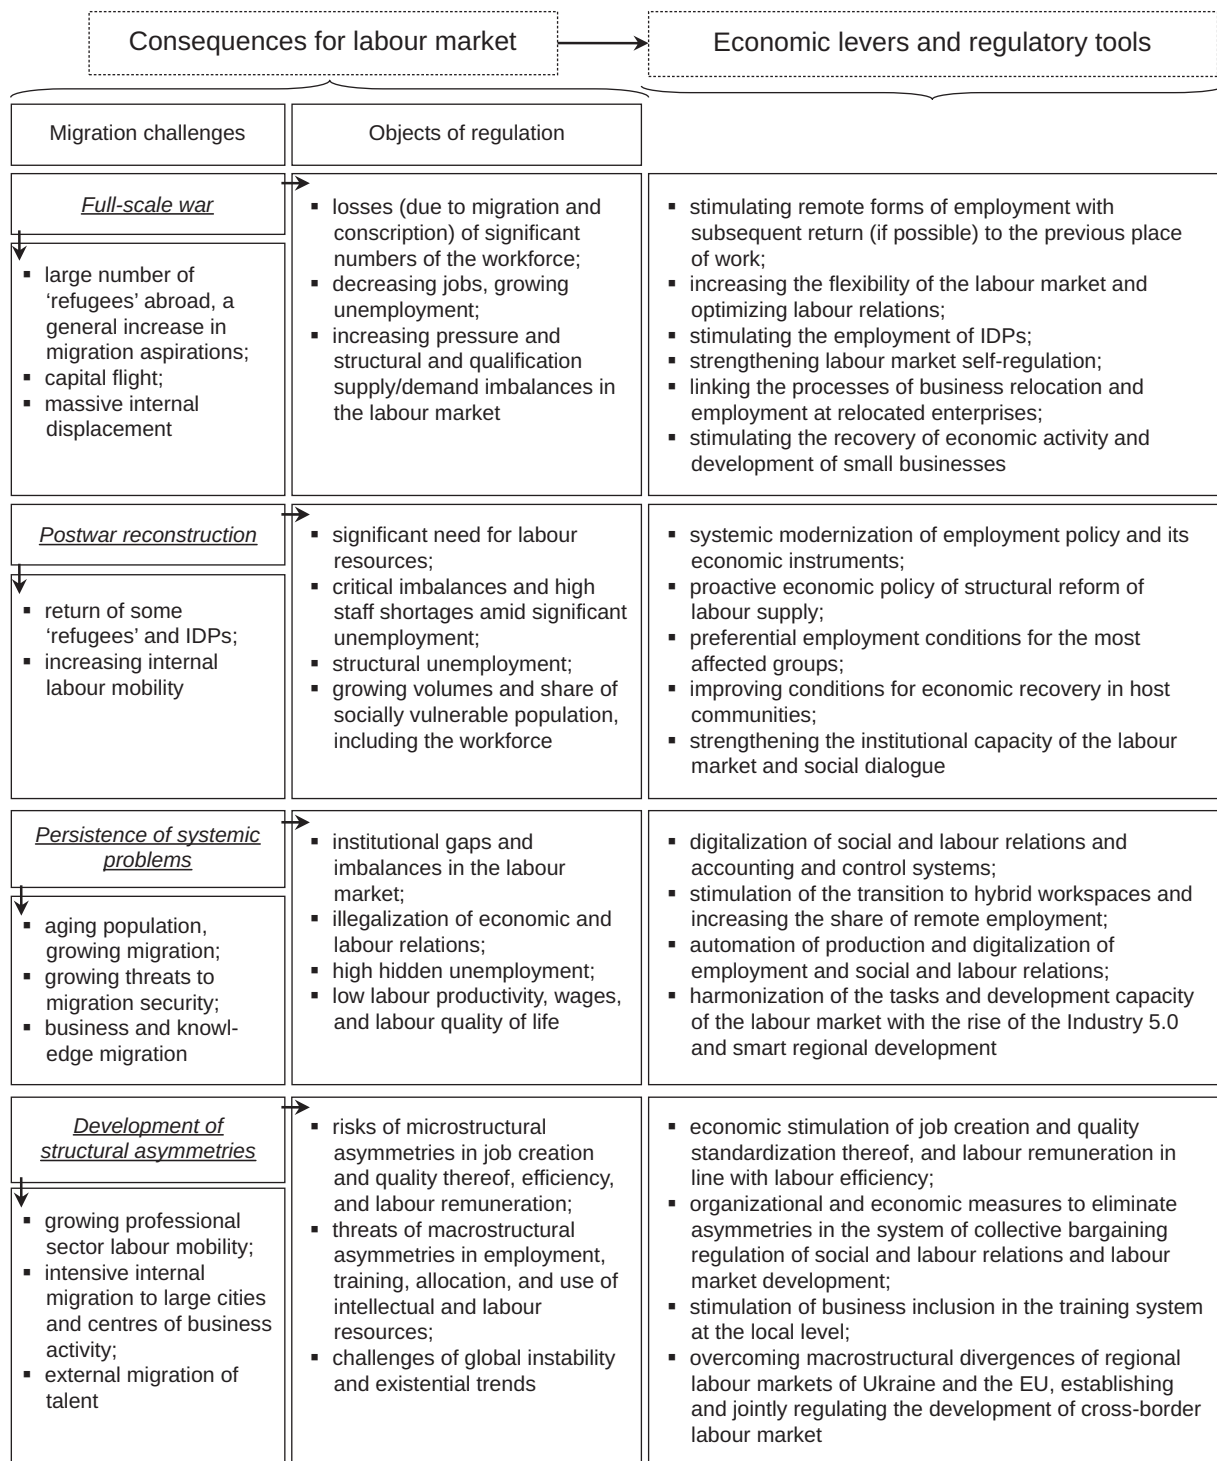 Consequences for labour market
Economic levers and regulatory tools
Migration challenges
Objects of regulation
Full-scale war
▪ large number of
‘refugees’ abroad, a
general increase in
migration aspirations;
▪ capital flight;
▪ massive internal
displacement
▪ losses (due to migration and
conscription) of significant
numbers of the workforce;
▪ decreasing jobs, growing
unemployment;
▪ increasing pressure and
structural and qualification
supply/demand imbalances in
the labour market
▪ stimulating remote forms of employment with
subsequent return (if possible) to the previous place
of work;
▪ increasing the flexibility of the labour market and
optimizing labour relations;
▪ stimulating the employment of IDPs;
▪ strengthening labour market self-regulation;
▪ linking the processes of business relocation and
employment at relocated enterprises;
▪ stimulating the recovery of economic activity and
development of small businesses
Postwar reconstruction
▪ return of some
‘refugees’ and IDPs;
▪ increasing internal
labour mobility
▪ significant need for labour
resources;
▪ critical imbalances and high
staff shortages amid significant
unemployment;
▪ structural unemployment;
▪ growing volumes and share of
socially vulnerable population,
including the workforce
▪ systemic modernization of employment policy and its
economic instruments;
▪ proactive economic policy of structural reform of
labour supply;
▪ preferential employment conditions for the most
affected groups;
▪ improving conditions for economic recovery in host
communities;
▪ strengthening the institutional capacity of the labour
market and social dialogue
Persistence of systemic
problems
▪ aging population,
growing migration;
▪ growing threats to
migration security;
▪ business and knowl-
edge migration
▪ institutional gaps and
imbalances in the labour
market;
▪ illegalization of economic and
labour relations;
▪ high hidden unemployment;
▪ low labour productivity, wages,
and labour quality of life
▪ digitalization of social and labour relations and
accounting and control systems;
▪ stimulation of the transition to hybrid workspaces and
increasing the share of remote employment;
▪ automation of production and digitalization of
employment and social and labour relations;
▪ harmonization of the tasks and development capacity
of the labour market with the rise of the Industry 5.0
and smart regional development
Development of
structural asymmetries
▪ growing professional
sector labour mobility;
▪ intensive internal
migration to large cities
and centres of business
activity;
▪ external migration of
talent
▪ risks of microstructural
asymmetries in job creation
and quality thereof, efficiency,
and labour remuneration;
▪ threats of macrostructural
asymmetries in employment,
training, allocation, and use of
intellectual and labour
resources;
▪ challenges of global instability
and existential trends
▪ economic stimulation of job creation and quality
standardization thereof, and labour remuneration in
line with labour efficiency;
▪ organizational and economic measures to eliminate
asymmetries in the system of collective bargaining
regulation of social and labour relations and labour
market development;
▪ stimulation of business inclusion in the training system
at the local level;
▪ overcoming macrostructural divergences of regional
labour markets of Ukraine and the EU, establishing
and jointly regulating the development of cross-border
labour market